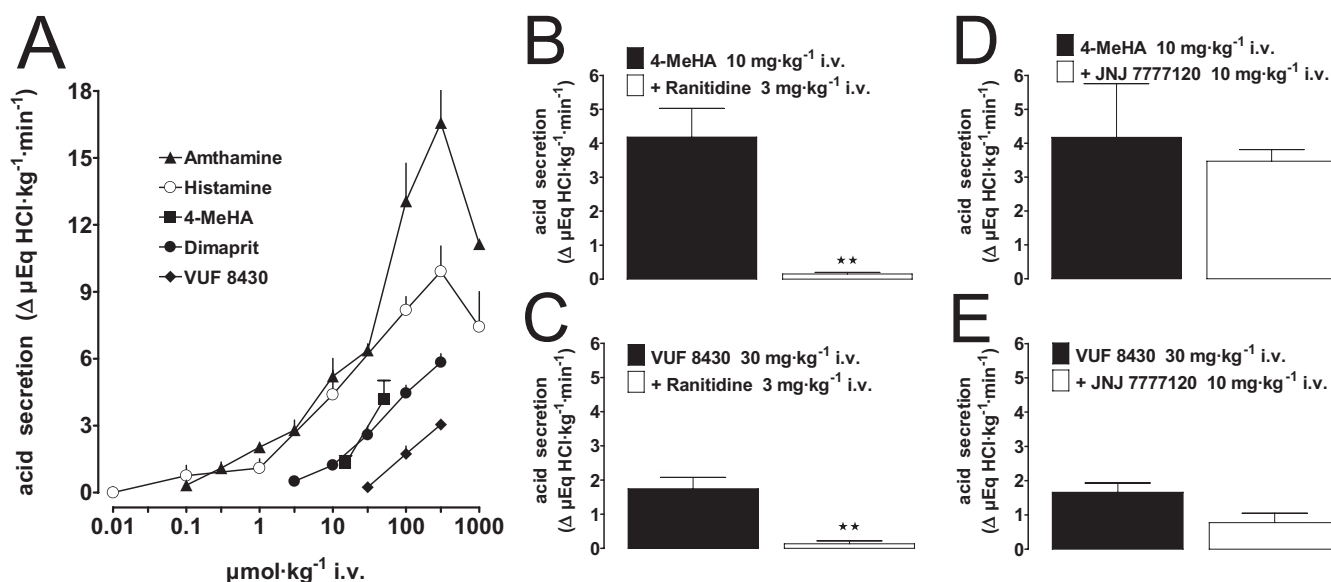 A
acid secretion (Δ µEq HCl·kg⁻¹·min⁻¹)
18
15
12
9
6
3
0
Amthamine
Histamine
4-MeHA
Dimaprit
VUF 8430
0.01 0.1 1 10 100 1000
µmol·kg⁻¹ i.v.
B
4-MeHA 10 mg·kg⁻¹ i.v.
+ Ranitidine 3 mg·kg⁻¹ i.v.
acid secretion
(Δ µEq HCl·kg⁻¹·min⁻¹)
6
5
4
3
2
1
0
★★
C
VUF 8430 30 mg·kg⁻¹ i.v.
+ Ranitidine 3 mg·kg⁻¹ i.v.
acid secretion
(Δ µEq HCl·kg⁻¹·min⁻¹)
6
5
4
3
2
1
0
★★
D
4-MeHA 10 mg·kg⁻¹ i.v.
+ JNJ 7777120 10 mg·kg⁻¹ i.v.
acid secretion
(Δ µEq HCl·kg⁻¹·min⁻¹)
6
5
4
3
2
1
0
E
VUF 8430 30 mg·kg⁻¹ i.v.
+ JNJ 7777120 10 mg·kg⁻¹ i.v.
acid secretion
(Δ µEq HCl·kg⁻¹·min⁻¹)
6
5
4
3
2
1
0